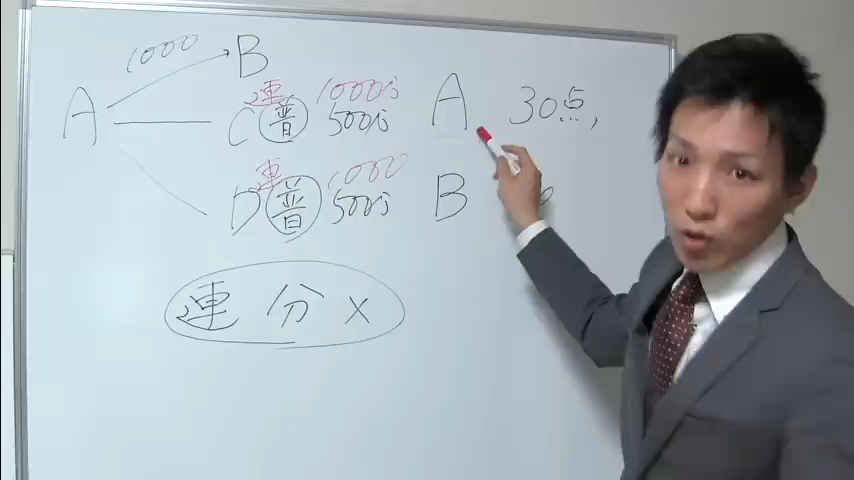 1000
B
A
連 1000万
C 普 500万
連 1000
D 普 500万
A 30点,
B
連 分 ×